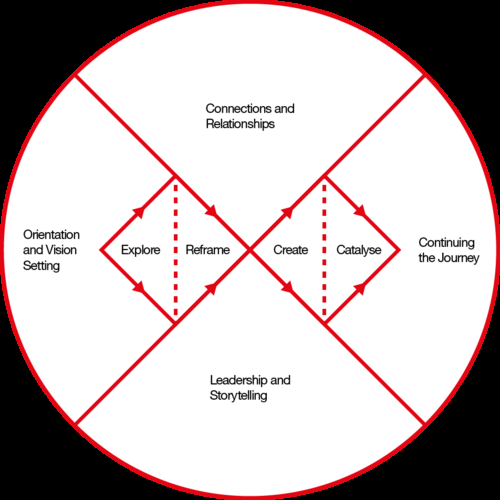 Connections and
Relationships
Orientation
and Vision
Setting
Explore
Reframe
Create
Catalyse
Continuing
the Journey
Leadership and
Storytelling